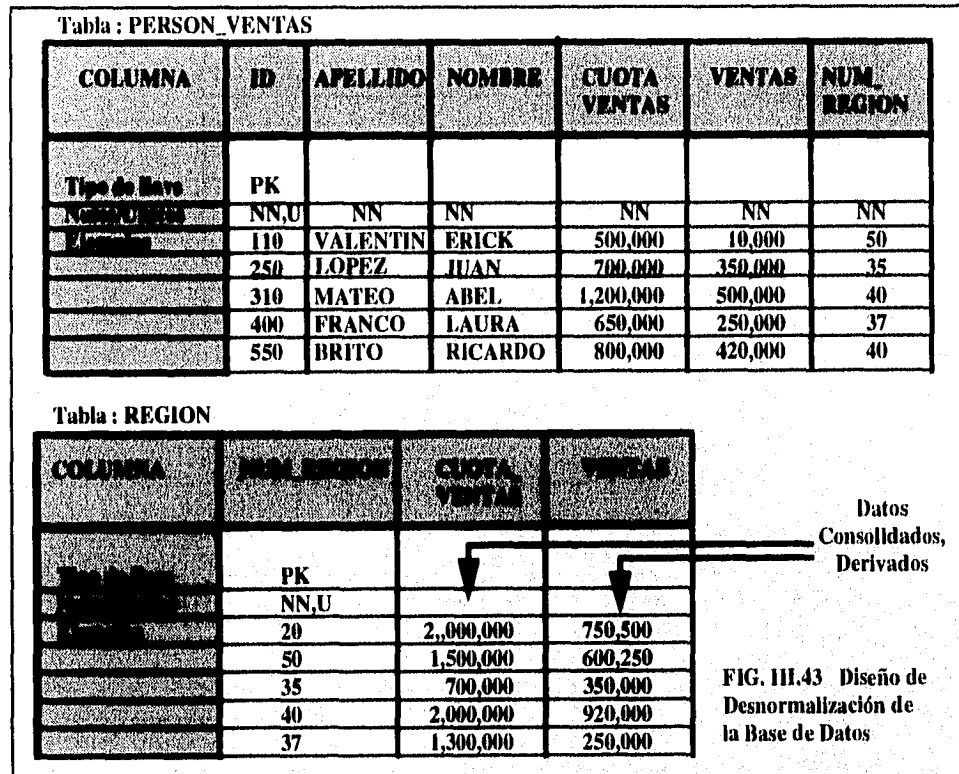 Tabla : PERSON_VENTAS
COLUMNA ID APELLIDO NOMBRE CUOTA VENTAS VENTAS NUM_ REGION
Tipo de llave PK
NN,U NN NN NN NN NN
Ejemplos 110 VALENTIN ERICK 500,000 10,000 50
250 LOPEZ JUAN 700,000 350,000 35
310 MATEO ABEL 1,200,000 500,000 40
400 FRANCO LAURA 650,000 250,000 37
550 BRITO RICARDO 800,000 420,000 40
Tabla : REGION
COLUMNA NUM_REGION CUOTA_ VENTAS VENTAS
PK
NN,U
20 2,,000,000 750,500
50 1,500,000 600,250
35 700,000 350,000
40 2,000,000 920,000
37 1,300,000 250,000
Datos
Consolidados,
Derivados
FIG. III.43 Diseño de
Desnormalización de
la Base de Datos